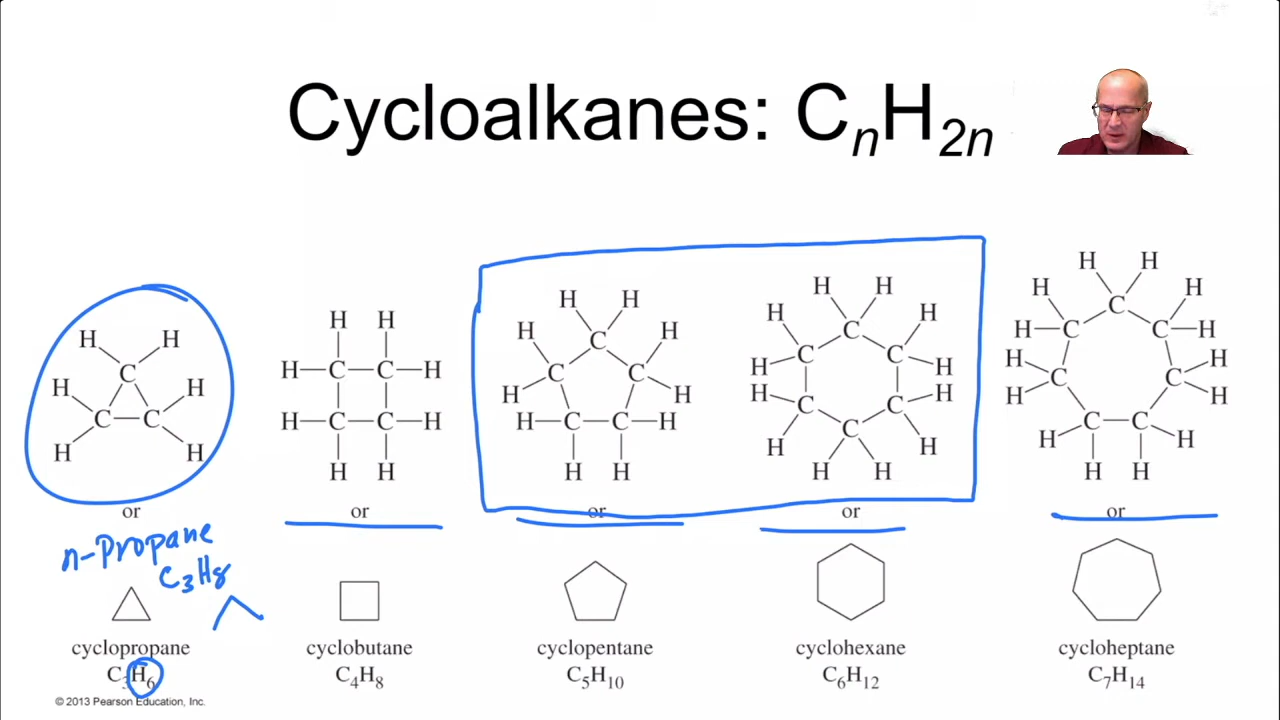 Cycloalkanes: CnH2n
H H H H H H
C C C
H H H H
H—C—C—H
H—C—C—H
H H H H
H H H H H H
C C C
H—C—C—H
H H
H H H H
H C C H
H C C H
H C C H
H H H H
H H H H
H—C C C—H
H C C H
H H
H C C H
H H
or or or or or
n-Propane
C3H8
cyclopropane cyclobutane cyclopentane cyclohexane cycloheptane
C3H6 C4H8 C5H10 C6H12 C7H14
© 2013 Pearson Education, Inc.